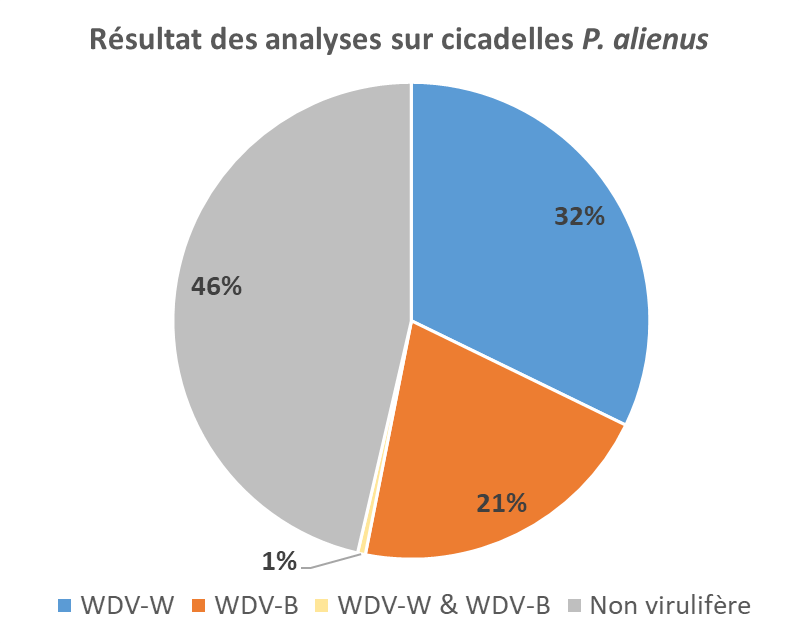 Résultat des analyses sur cicadelles P. alienus
32%
46%
21%
1%
WDV-W WDV-B WDV-W & WDV-B Non virulifère